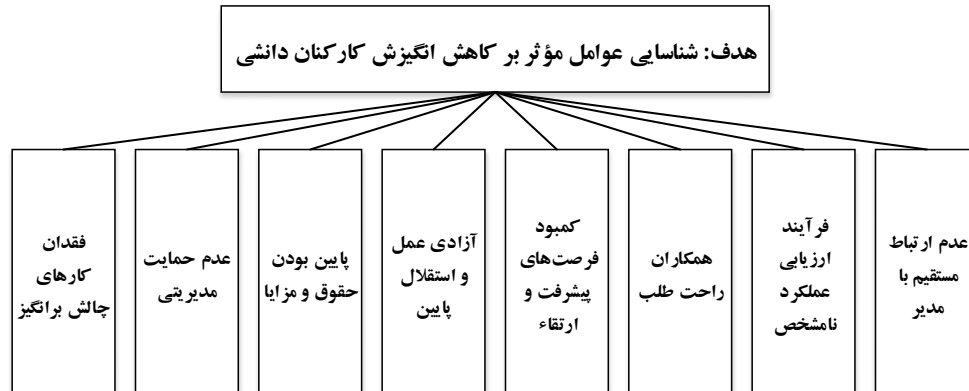 هدف: شناسایی عوامل مؤثر بر کاهش انگیزش کارکنان دانشی
عدم ارتباط
مستقیم با
مدیر
فرآیند
ارزیابی
عملکرد
نامشخص
همکاران
راحت طلب
کمبود
فرصت‌های
پیشرفت و
ارتقاء
آزادی عمل
و استقلال
پایین
پایین بودن
حقوق و مزایا
عدم حمایت
مدیریتی
فقدان
کارهای
چالش برانگیز